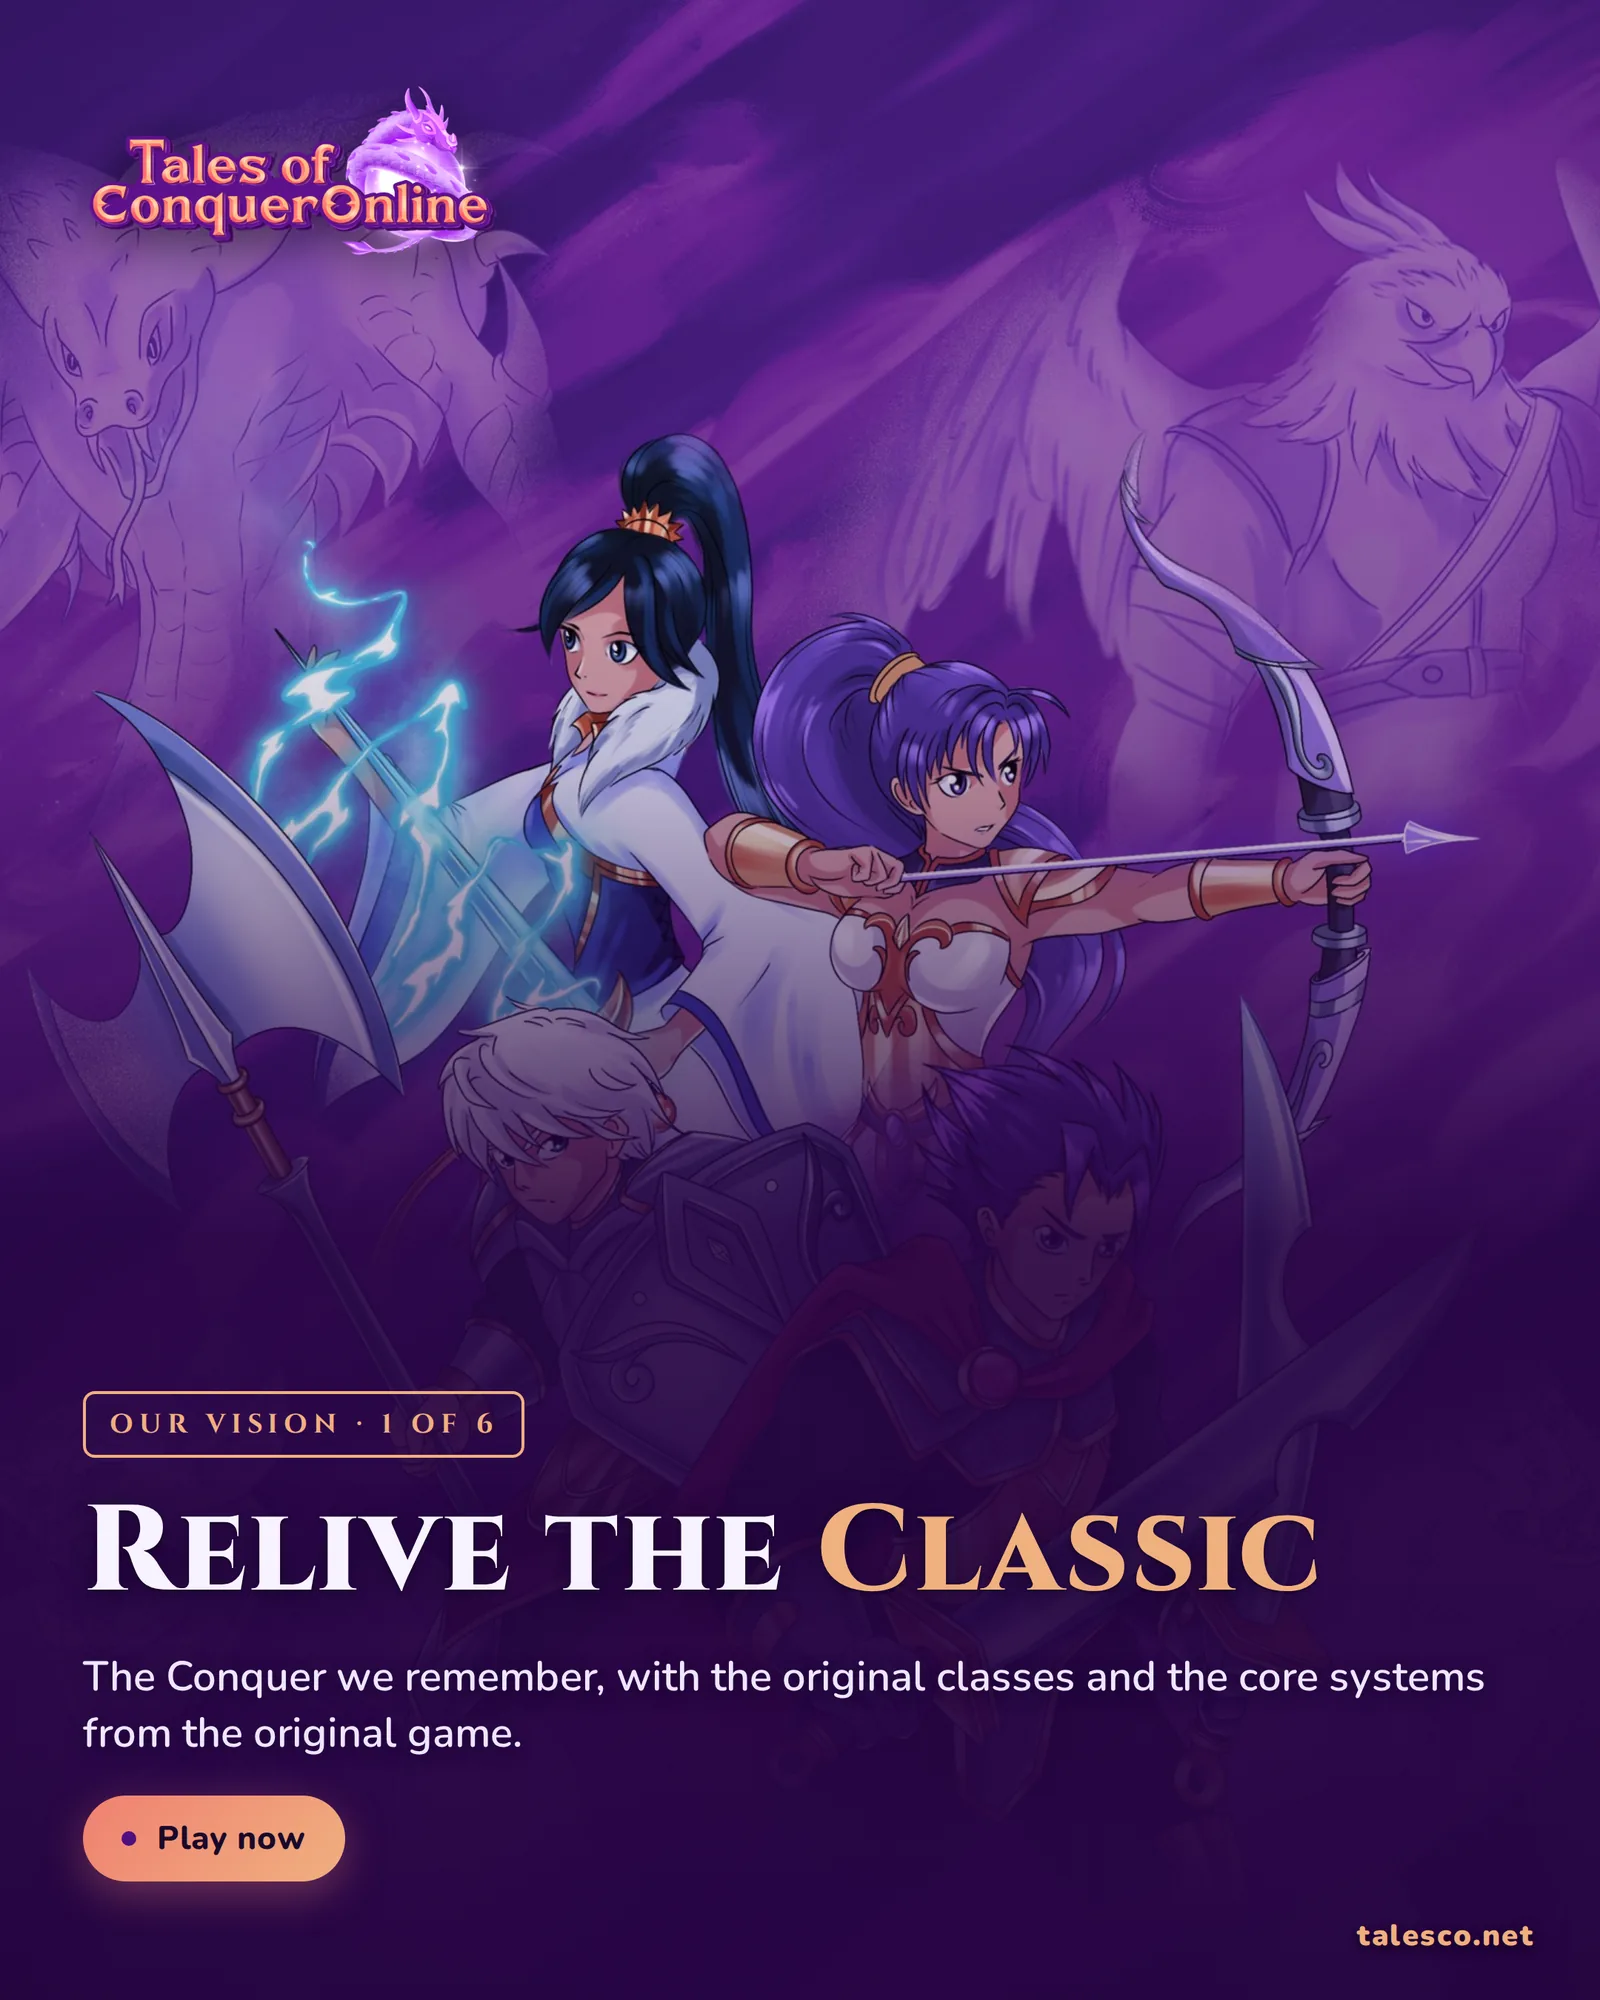 Tales of
Conquer Online
OUR VISION · 1 OF 6
RELIVE THE CLASSIC
The Conquer we remember, with the original classes and the core systems
from the original game.
Play now
talesco.net